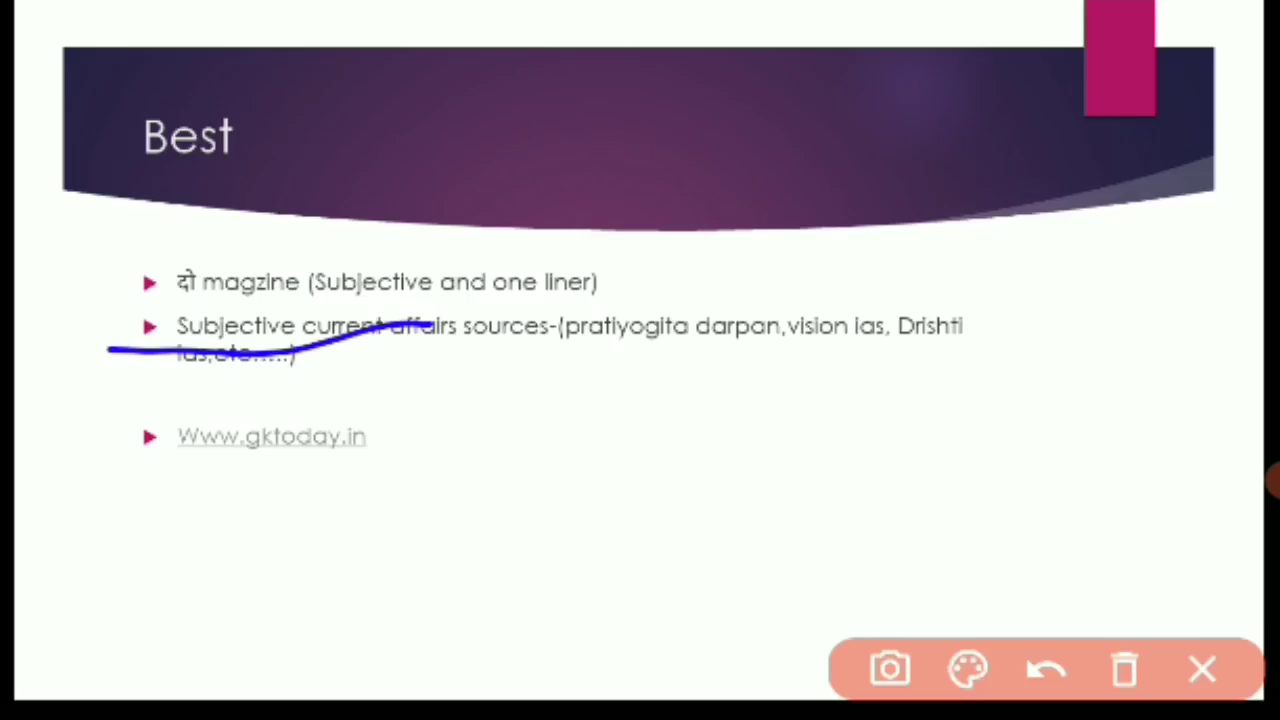 Best
दो magzine (Subjective and one liner)
Subjective current affairs sources-(pratiyogita darpan,vision ias, Drishti
ias,etc.....)
Www.gktoday.in